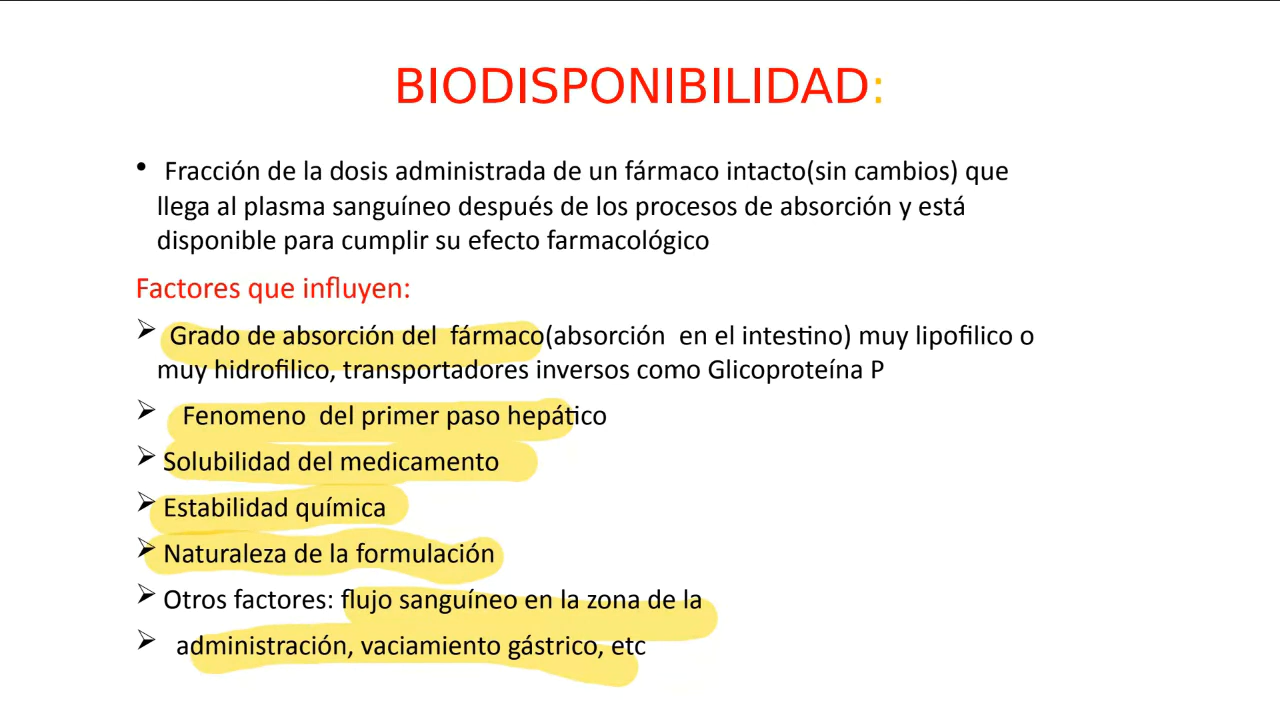 BIODISPONIBILIDAD:
• Fracción de la dosis administrada de un fármaco intacto(sin cambios) que
llega al plasma sanguíneo después de los procesos de absorción y está
disponible para cumplir su efecto farmacológico
Factores que influyen:
➢ Grado de absorción del fármaco(absorción en el intestino) muy lipofilico o
muy hidrofilico, transportadores inversos como Glicoproteína P
➢ Fenomeno del primer paso hepático
➢ Solubilidad del medicamento
➢ Estabilidad química
➢ Naturaleza de la formulación
➢ Otros factores: flujo sanguíneo en la zona de la
➢ administración, vaciamiento gástrico, etc